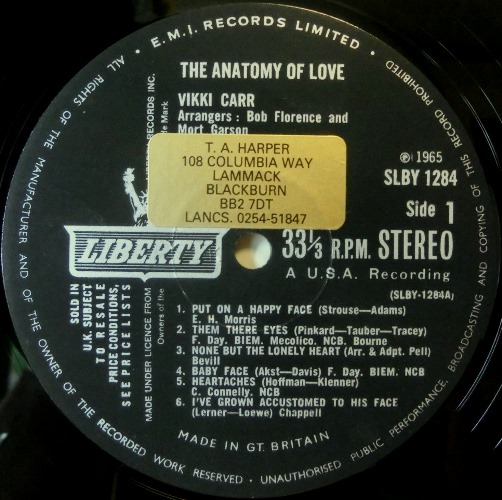 • E.M.I. RECORDS LIMITED •
ALL RIGHTS OF THE MANUFACTURER AND OF THE OWNER OF THE RECORDED WORK RESERVED • UNAUTHORISED PUBLIC PERFORMANCE, BROADCASTING AND COPYING OF THIS RECORD PROHIBITED
THE ANATOMY OF LOVE
VIKKI CARR
Arrangers: Bob Florence and
Mort Garson
T. A. HARPER
108 COLUMBIA WAY
LAMMACK
BLACKBURN
BB2 7DT
LANCS. 0254-51847
℗ 1965
SLBY 1284
Side 1
LIBERTY
33⅓ R.P.M. STEREO
A U.S.A. Recording
(SLBY-1284A)
SOLD IN
U.K. SUBJECT
TO RESALE
PRICE CONDITIONS,
SEE PRICE LISTS
MADE UNDER LICENCE FROM RECORDS INC.
Owners of the Mark
1. PUT ON A HAPPY FACE (Strouse—Adams)
E. H. Morris
2. THEM THERE EYES (Pinkard—Tauber—Tracey)
F. Day. BIEM. Mecolico. NCB. Bourne
3. NONE BUT THE LONELY HEART (Arr. & Adpt. Pell)
Bevill
4. BABY FACE (Akst—Davis) F. Day. BIEM. NCB
5. HEARTACHES (Hoffman—Klenner)
C. Connelly. NCB
6. I'VE GROWN ACCUSTOMED TO HIS FACE
(Lerner—Loewe) Chappell
MADE IN GT. BRITAIN